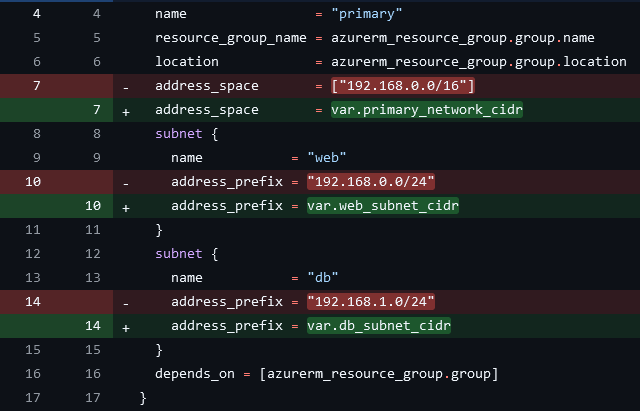 4 4 name = "primary"
5 5 resource_group_name = azurerm_resource_group.group.name
6 6 location = azurerm_resource_group.group.location
7 - address_space = ["192.168.0.0/16"]
7 + address_space = var.primary_network_cidr
8 8 subnet {
9 9 name = "web"
10 - address_prefix = "192.168.0.0/24"
10 + address_prefix = var.web_subnet_cidr
11 11 }
12 12 subnet {
13 13 name = "db"
14 - address_prefix = "192.168.1.0/24"
14 + address_prefix = var.db_subnet_cidr
15 15 }
16 16 depends_on = [azurerm_resource_group.group]
17 17 }